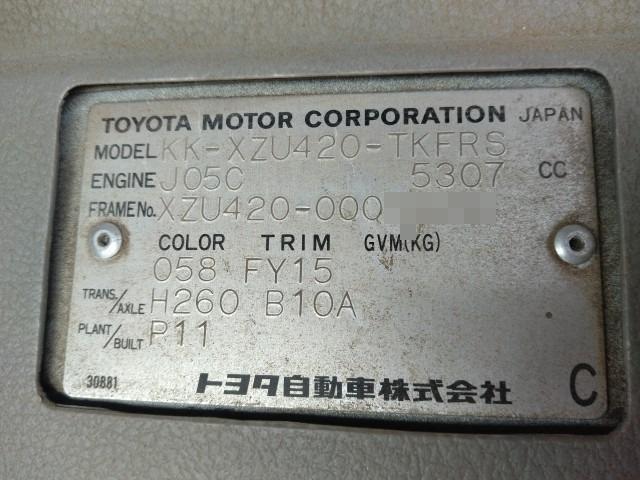 TOYOTA MOTOR CORPORATION JAPAN
MODEL KK-XZU420-TKFRS
ENGINE J05C 5307 CC
FRAME No. XZU420-000
COLOR TRIM GVM(KG)
058 FY15
TRANS./AXLE H260 B10A
PLANT/BUILT P11
30881 トヨタ自動車株式会社 C